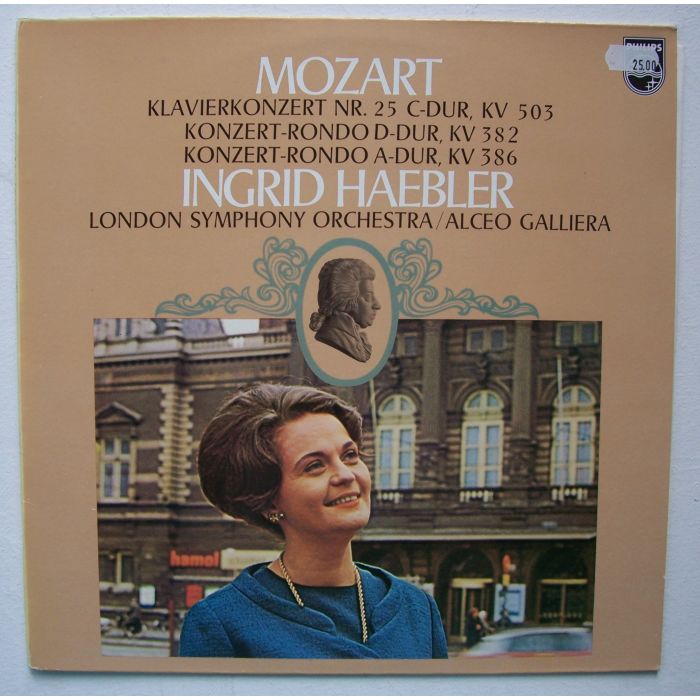 MOZART
PHILIPS
25.00
KLAVIERKONZERT NR. 25 C-DUR, KV 503
KONZERT-RONDO D-DUR, KV 382
KONZERT-RONDO A-DUR, KV 386
INGRID HAEBLER
LONDON SYMPHONY ORCHESTRA/ALCEO GALLIERA
hamol